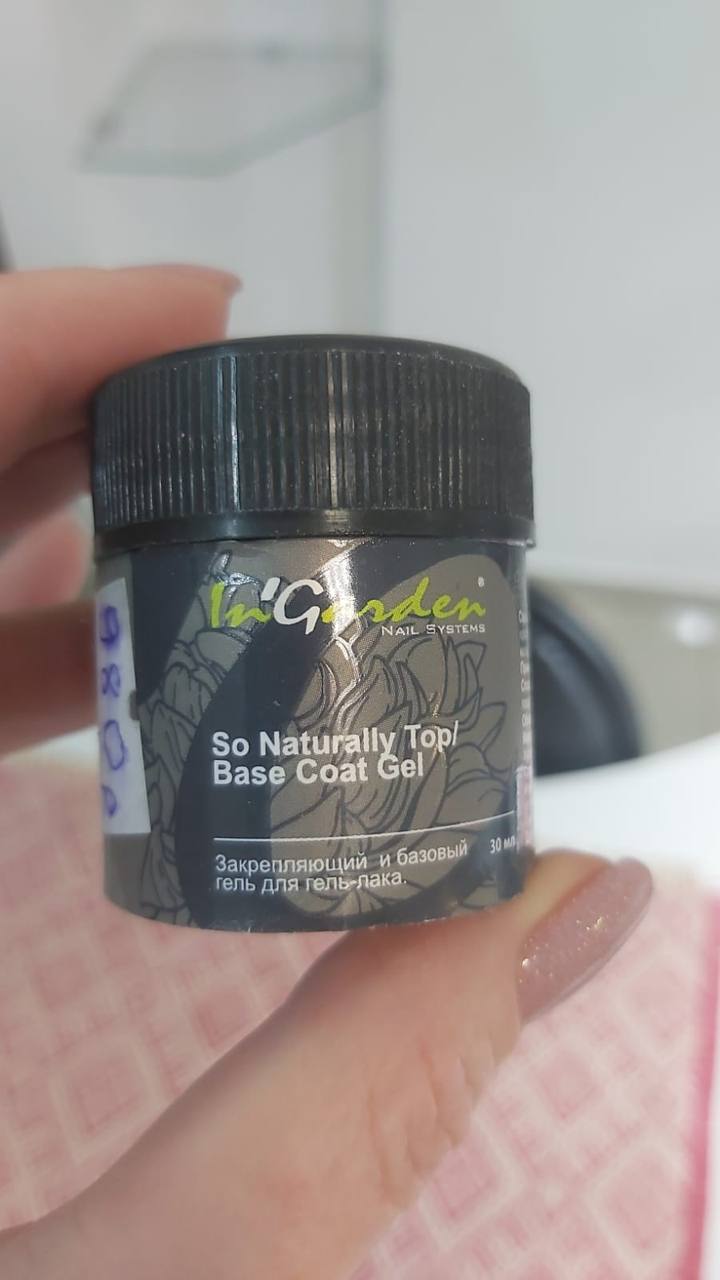 In'Garden®
NAIL SYSTEMS
So Naturally Top/
Base Coat Gel
30 мл
Закрепляющий и базовый
гель для гель-лака.